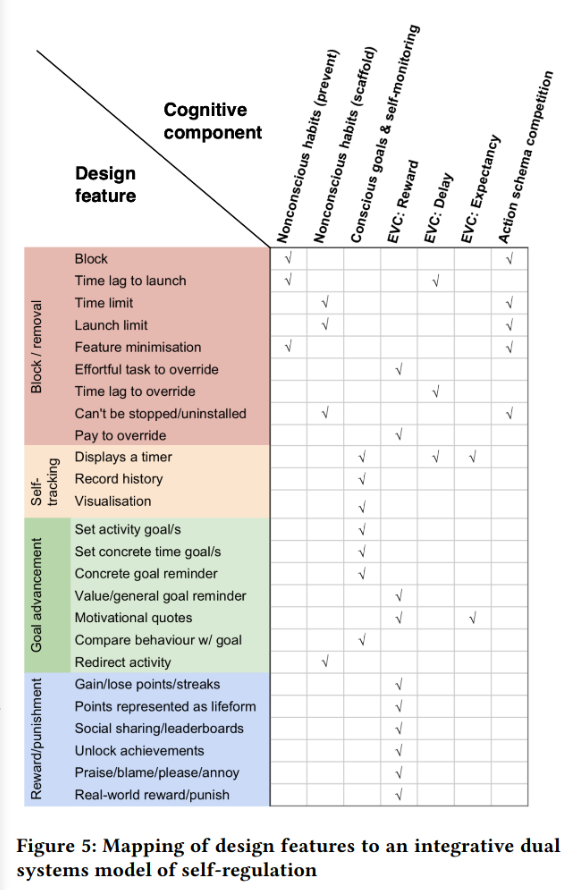 Cognitive
component
Design
feature
Nonconscious habits (prevent)
Nonconscious habits (scaffold)
Conscious goals & self-monitoring
EVC: Reward
EVC: Delay
EVC: Expectancy
Action schema competition
Block / removal
Block √ √
Time lag to launch √ √
Time limit √ √
Launch limit √ √
Feature minimisation √ √
Effortful task to override √
Time lag to override √
Can't be stopped/uninstalled √ √
Pay to override √
Self-
tracking
Displays a timer √ √ √
Record history √
Visualisation √
Goal advancement
Set activity goal/s √
Set concrete time goal/s √
Concrete goal reminder √
Value/general goal reminder √
Motivational quotes √ √
Compare behaviour w/ goal √
Redirect activity √
Reward/punishment
Gain/lose points/streaks √
Points represented as lifeform √
Social sharing/leaderboards √
Unlock achievements √
Praise/blame/please/annoy √
Real-world reward/punish √
Figure 5: Mapping of design features to an integrative dual
systems model of self-regulation